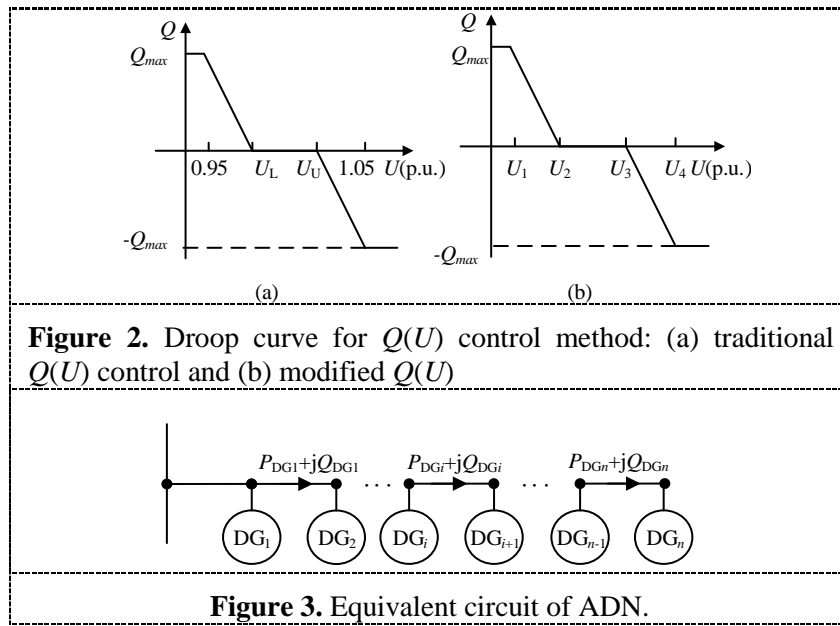 Q Q
Qmax Qmax
0.95 UL UU 1.05 U(p.u.) U1 U2 U3 U4 U(p.u.)
-Qmax -Qmax
(a) (b)
Figure 2. Droop curve for Q(U) control method: (a) traditional
Q(U) control and (b) modified Q(U)
PDG1+jQDG1 ··· PDGi+jQDGi ··· PDGn+jQDGn
DG1 DG2 DGi DGi+1 DGn-1 DGn
Figure 3. Equivalent circuit of ADN.